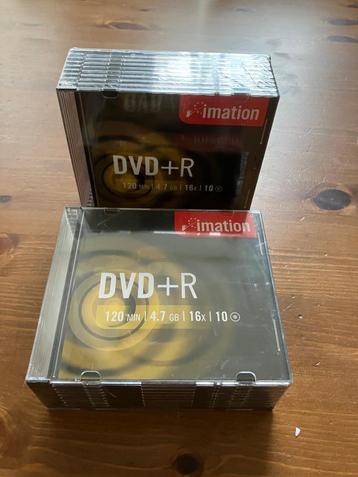 imation
DVD+R
120 MIN | 4.7 GB | 16x | 10
imation
DVD+R
120 MIN | 4.7 GB | 16x | 10